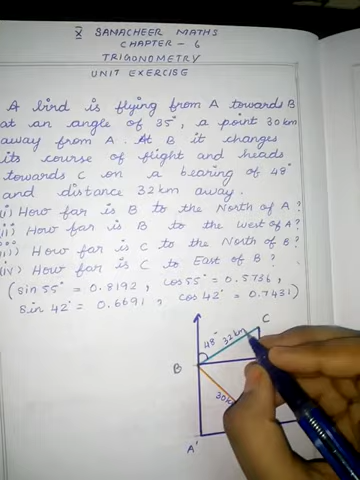 X SANACHEER MATHS
CHAPTER - 6
TRIGONOMETRY
UNIT EXERCISE
A bird is flying from A towards B
at an angle of 35°, a point 30 km
away from A. At B it changes
its course of flight and heads
towards C on a bearing of 48°
and distance 32 km away.
(i) How far is B to the North of A?
(ii) How far is B to the West of A?
(iii) How far is C to the North of B?
(iv) How far is C to East of B?
(sin 55° = 0.8192, cos 55° = 0.5736,
sin 42° = 0.6691, cos 42° = 0.7431)
C
48° 32 km
B
30
A'